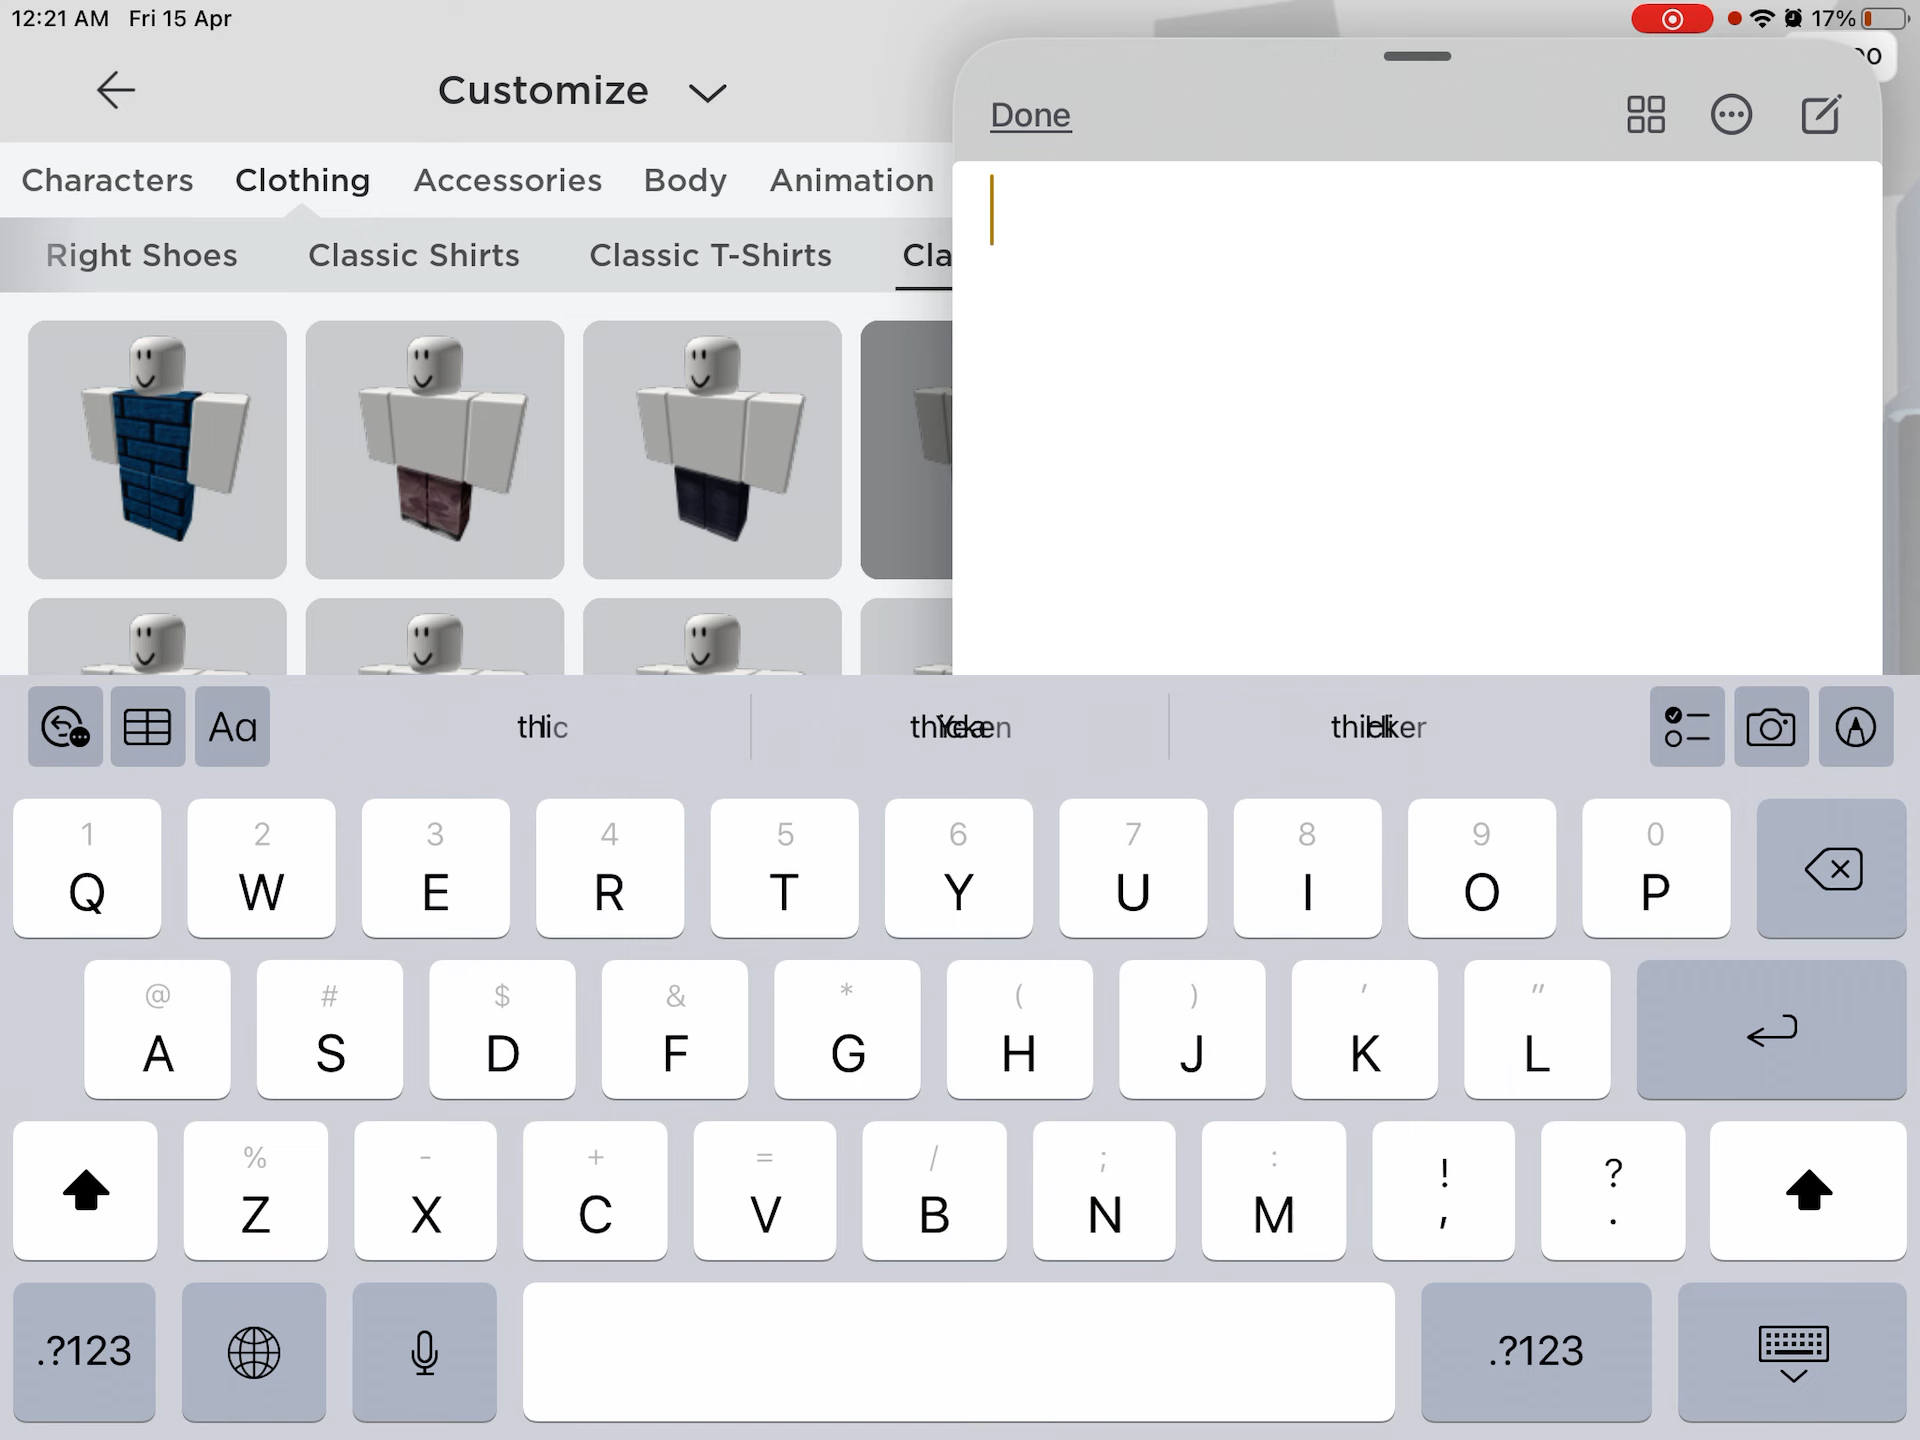 12:21 AM Fri 15 Apr
17%
Customize
Done
Characters Clothing Accessories Body Animation
Right Shoes Classic Shirts Classic T-Shirts Cla
Aa
1 2 3 4 5 6 7 8 9 0
Q W E R T Y U I O P
@ # $ & * ( ) ' "
A S D F G H J K L
% - + = / ; : ! ?
Z X C V B N M , .
.?123 .?123